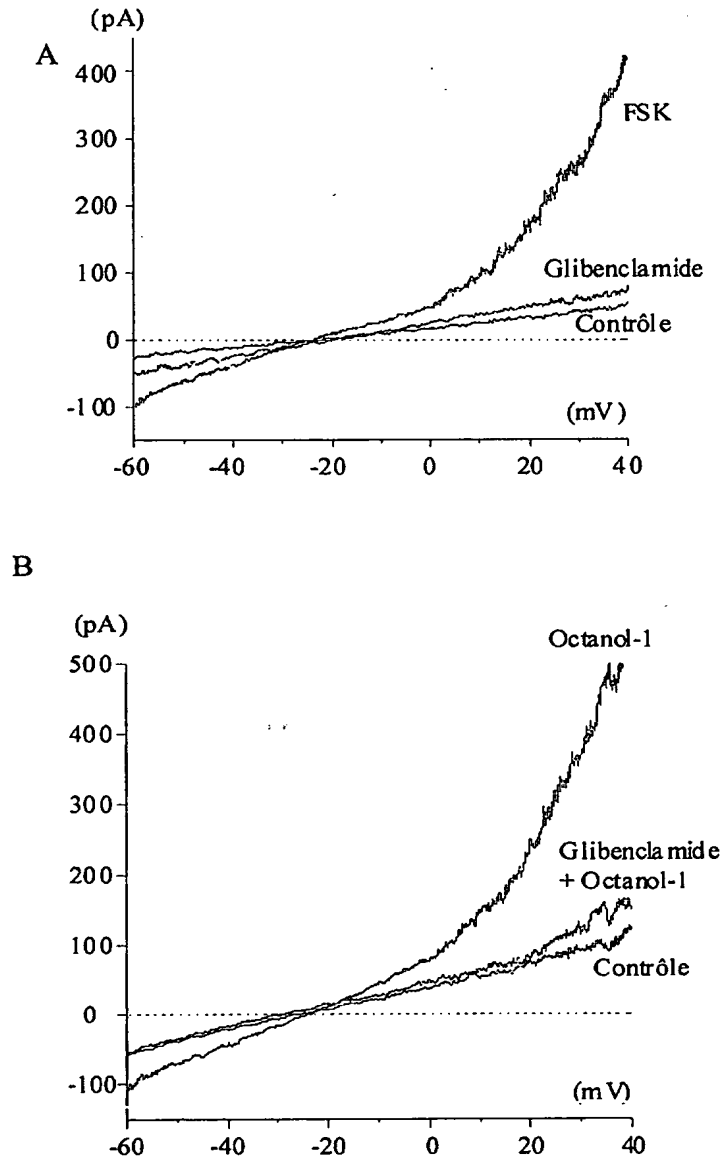 (pA)
A
400
FSK
300
200
100
Glibenclamide
Contrôle
0
-100
(mV)
-60 -40 -20 0 20 40
B
(pA)
Octanol-1
500
400
300
Glibenclamide
+ Octanol-1
200
100
Contrôle
0
-100
(mV)
-60 -40 -20 0 20 40